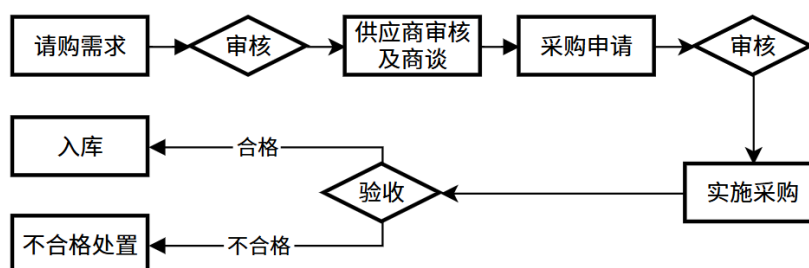 请购需求
审核
供应商审核
及商谈
采购申请
审核
入库
合格
验收
实施采购
不合格处置
不合格